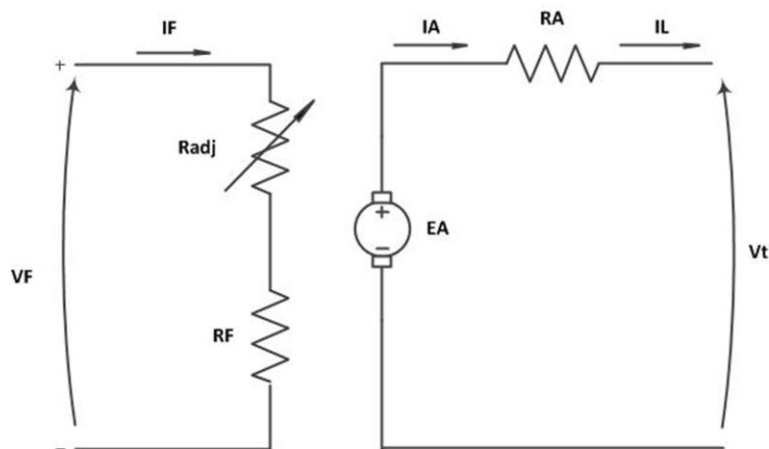 IF
IA
RA
IL
+
Radj
+
EA
−
VF
Vt
RF
−